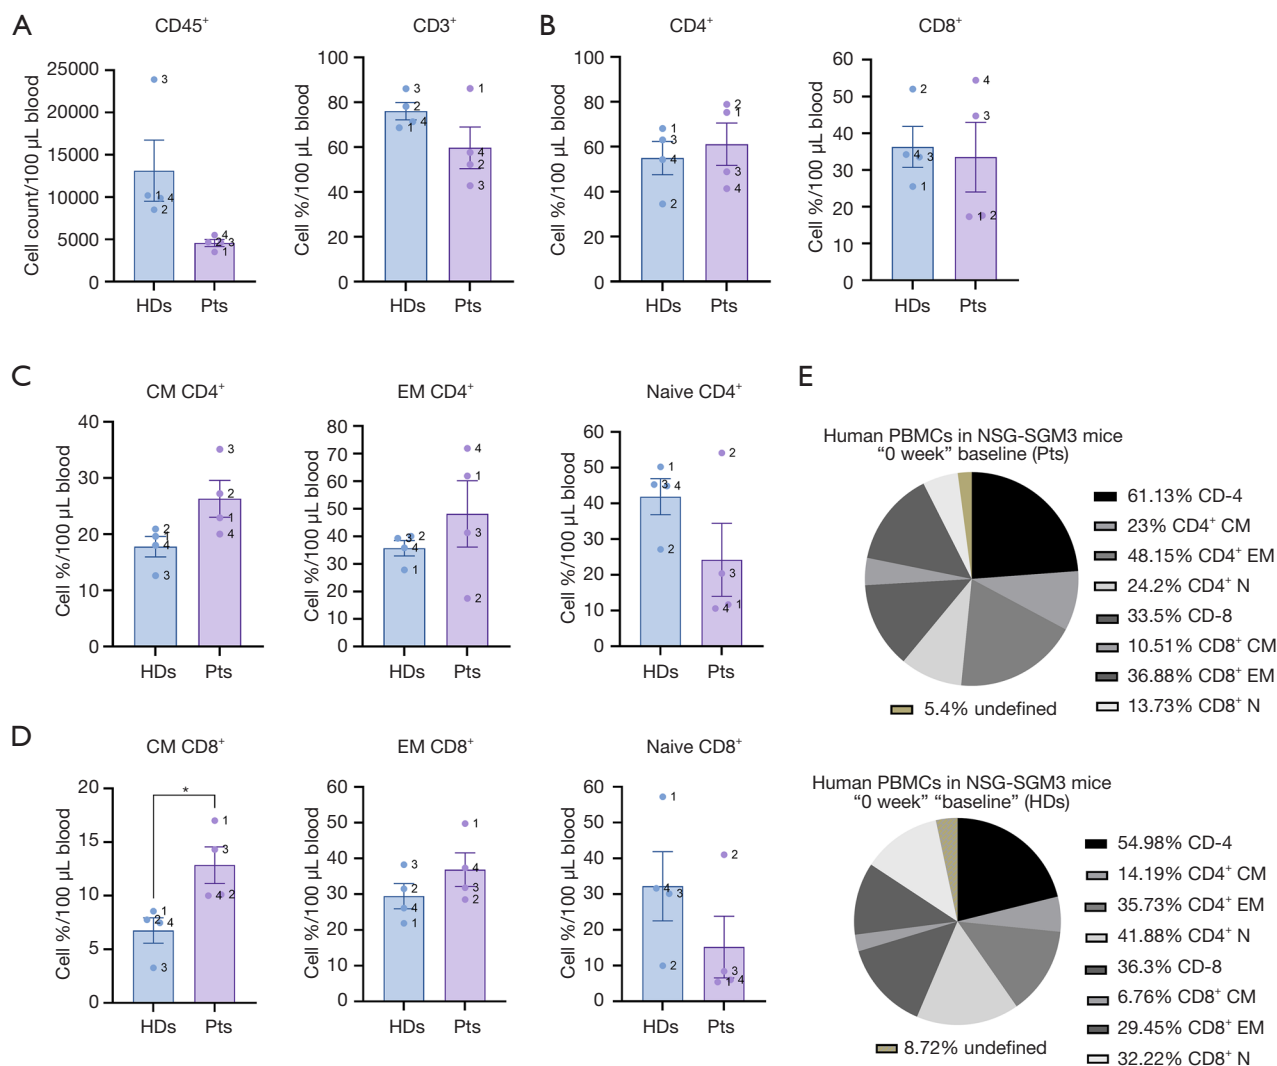 A
CD45⁺
Cell count/100 µL blood
25000
20000
15000
10000
5000
0
3
1
4
2
4
2
3
1
HDs
Pts
CD3⁺
Cell %/100 µL blood
100
80
60
40
20
0
3
2
4
1
1
4
2
3
HDs
Pts
B
CD4⁺
Cell %/100 µL blood
100
80
60
40
20
0
1
3
4
2
2
1
3
4
HDs
Pts
CD8⁺
Cell %/100 µL blood
60
50
40
30
20
10
0
2
4
3
1
4
3
1
2
HDs
Pts
C
CM CD4⁺
Cell %/100 µL blood
40
30
20
10
0
2
1
4
3
3
2
1
4
HDs
Pts
EM CD4⁺
Cell %/100 µL blood
80
70
60
50
40
30
20
10
0
3
2
4
1
4
1
3
2
HDs
Pts
Naive CD4⁺
Cell %/100 µL blood
60
50
40
30
20
10
0
1
3
4
2
2
3
4
1
HDs
Pts
D
CM CD8⁺
Cell %/100 µL blood
20
15
10
5
0
*
1
2
4
3
1
3
4
2
HDs
Pts
EM CD8⁺
Cell %/100 µL blood
60
50
40
30
20
10
0
3
2
4
1
1
4
3
2
HDs
Pts
Naive CD8⁺
Cell %/100 µL blood
60
50
40
30
20
10
0
1
4
3
2
2
3
1
4
HDs
Pts
E
Human PBMCs in NSG-SGM3 mice
“0 week” baseline (Pts)
61.13% CD-4
23% CD4⁺ CM
48.15% CD4⁺ EM
24.2% CD4⁺ N
33.5% CD-8
10.51% CD8⁺ CM
36.88% CD8⁺ EM
13.73% CD8⁺ N
5.4% undefined
Human PBMCs in NSG-SGM3 mice
“0 week” “baseline” (HDs)
54.98% CD-4
14.19% CD4⁺ CM
35.73% CD4⁺ EM
41.88% CD4⁺ N
36.3% CD-8
6.76% CD8⁺ CM
29.45% CD8⁺ EM
32.22% CD8⁺ N
8.72% undefined